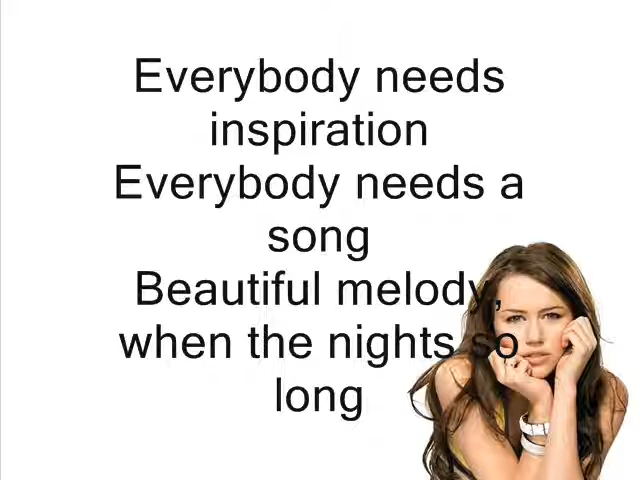 Everybody needs
inspiration
Everybody needs a
song
Beautiful melody,
when the nights so
long